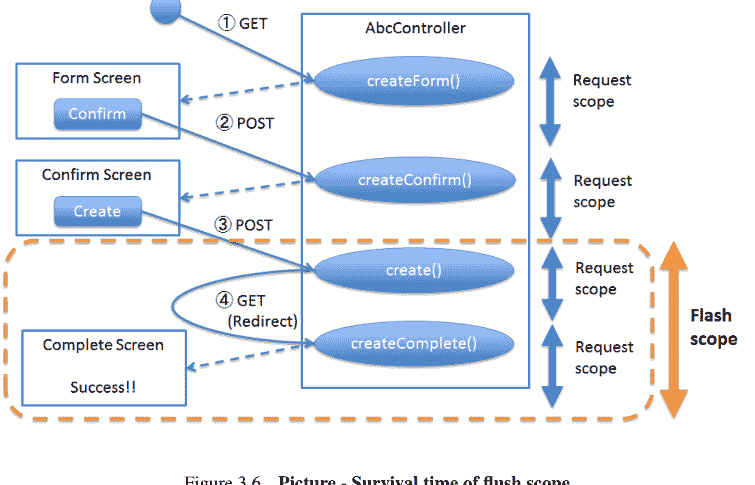 ① GET
AbcController
createForm()
Request
scope
Form Screen
Confirm
② POST
createConfirm()
Request
scope
Confirm Screen
Create
③ POST
create()
Request
scope
④ GET
(Redirect)
Flash
scope
Complete Screen
Success!!
createComplete()
Request
scope
Figure 3.6 Picture - Survival time of flush scope